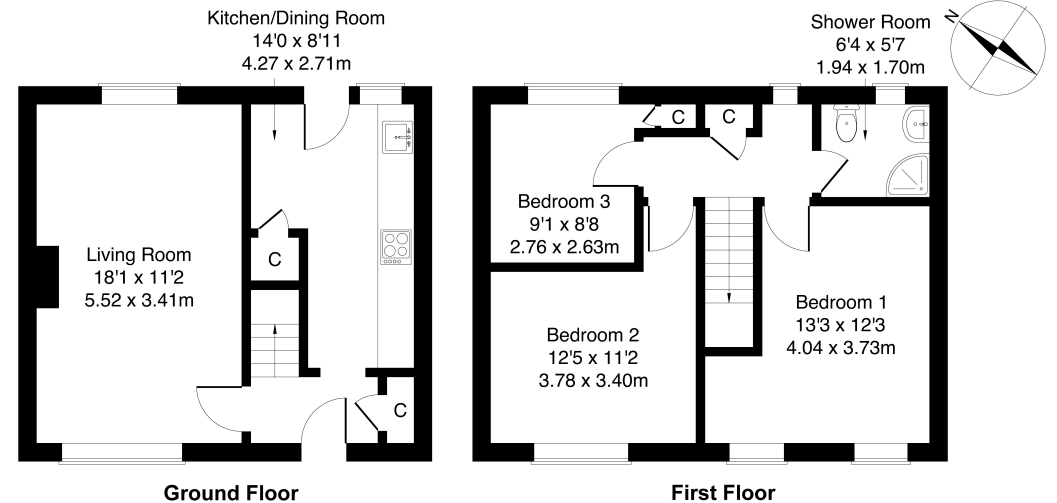 Kitchen/Dining Room
14'0 x 8'11
4.27 x 2.71m
Shower Room
6'4 x 5'7
1.94 x 1.70m
N
C
C
Living Room
18'1 x 11'2
5.52 x 3.41m
C
C
Bedroom 3
9'1 x 8'8
2.76 x 2.63m
Bedroom 2
12'5 x 11'2
3.78 x 3.40m
Bedroom 1
13'3 x 12'3
4.04 x 3.73m
Ground Floor
First Floor